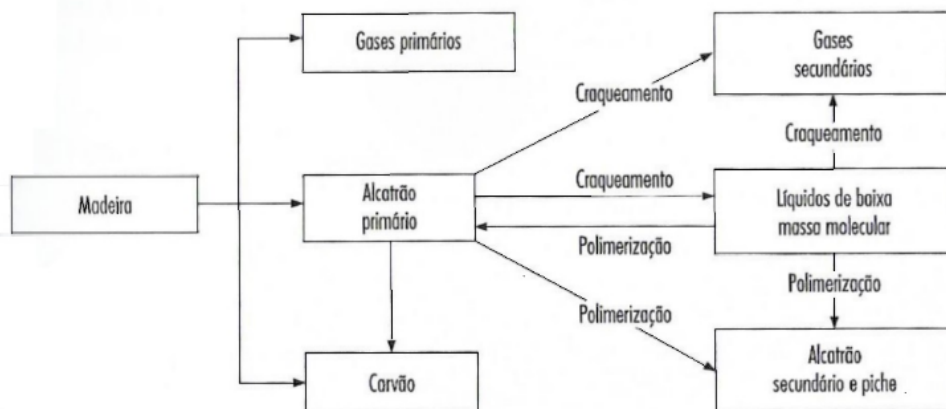 Gases primários
Gases
secundários
Craqueamento
Craqueamento
Madeira
Alcatrão
primário
Craqueamento
Líquidos de baixa
massa molecular
Polimerização
Polimerização
Polimerização
Carvão
Alcatrão
secundário e piche